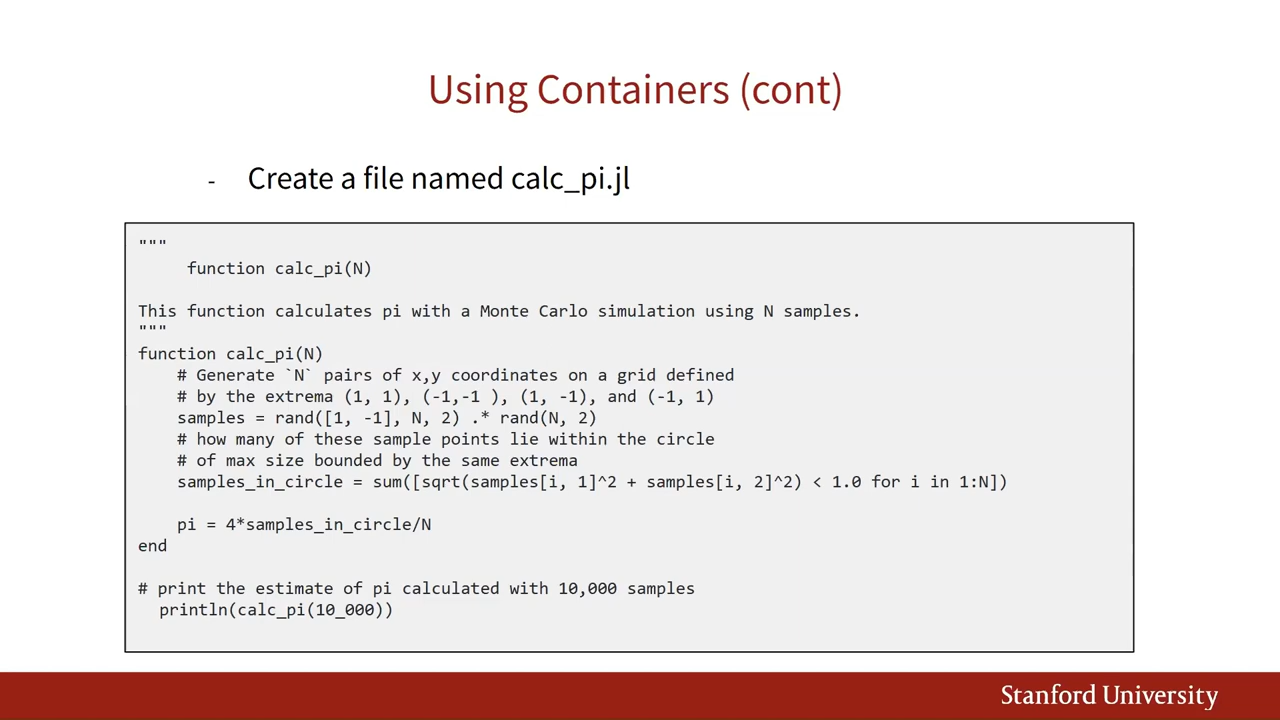 Using Containers (cont)
- Create a file named calc_pi.jl
"""
     function calc_pi(N)

This function calculates pi with a Monte Carlo simulation using N samples.
"""
function calc_pi(N)
    # Generate `N` pairs of x,y coordinates on a grid defined
    # by the extrema (1, 1), (-1,-1 ), (1, -1), and (-1, 1)
    samples = rand([1, -1], N, 2) .* rand(N, 2)
    # how many of these sample points lie within the circle
    # of max size bounded by the same extrema
    samples_in_circle = sum([sqrt(samples[i, 1]^2 + samples[i, 2]^2) < 1.0 for i in 1:N])

    pi = 4*samples_in_circle/N
end

# print the estimate of pi calculated with 10,000 samples
  println(calc_pi(10_000))
Stanford University